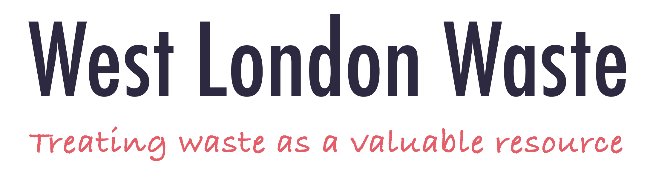 West London Waste
Treating waste as a valuable resource